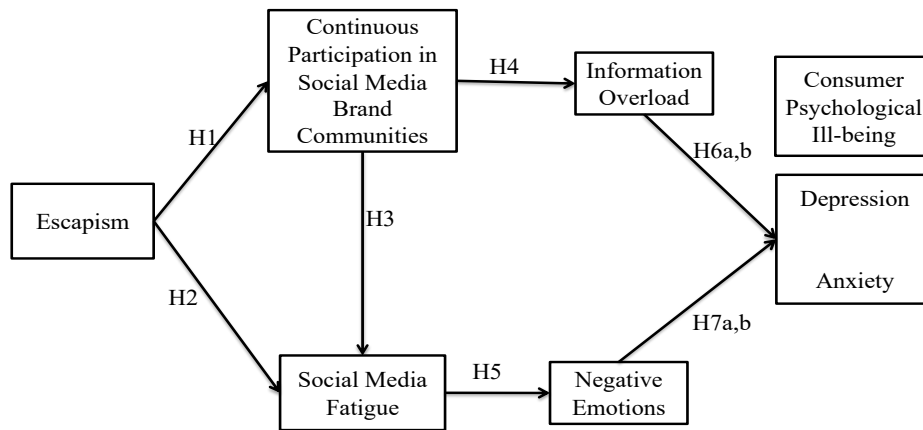 Continuous
Participation in
Social Media
Brand
Communities
H4
Information
Overload
Consumer
Psychological
Ill-being
H1
H6a,b
Escapism
H3
Depression
Anxiety
H2
H7a,b
Social Media
Fatigue
H5
Negative
Emotions